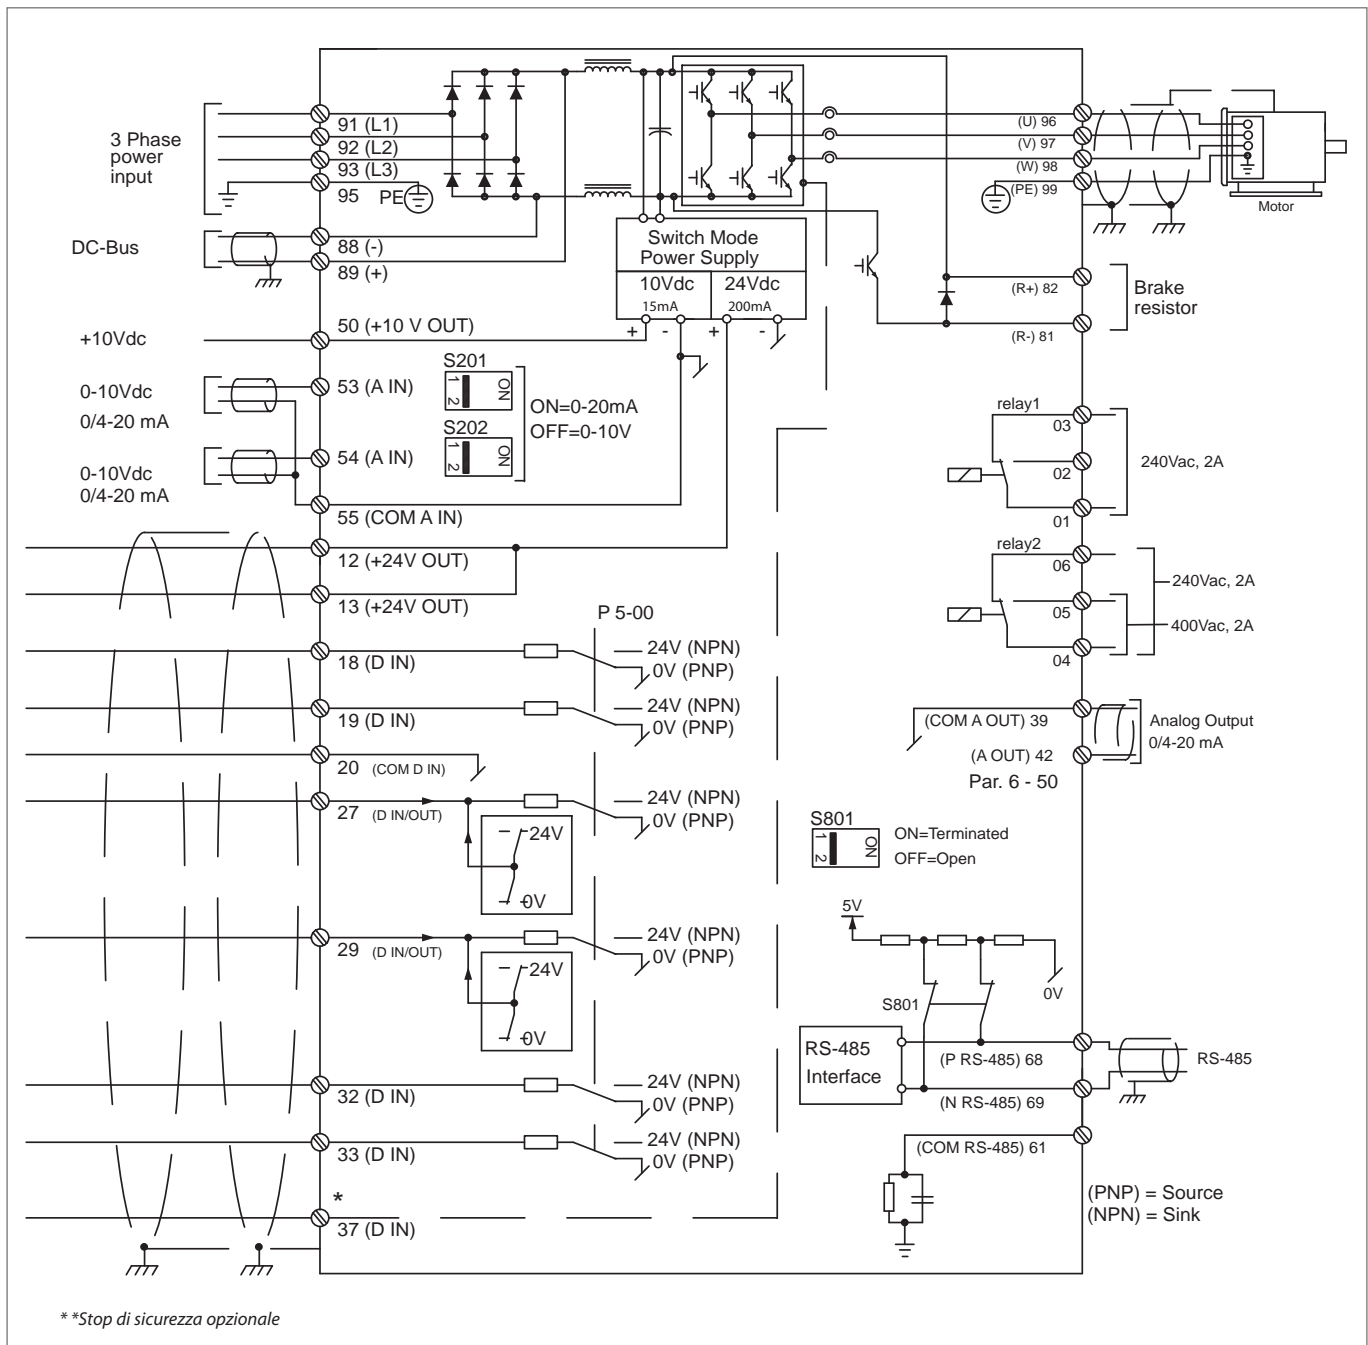 3 Phase
power
input
91 (L1)
92 (L2)
93 (L3)
95
PE
DC-Bus
88 (-)
89 (+)
Switch Mode
Power Supply
10Vdc
15mA
24Vdc
200mA
+
-
+
-
(U) 96
(V) 97
(W) 98
(PE) 99
Motor
(R+) 82
(R-) 81
Brake
resistor
+10Vdc
50 (+10 V OUT)
0-10Vdc
0/4-20 mA
53 (A IN)
S201
1
2
ON
S202
1
2
ON
ON=0-20mA
OFF=0-10V
0-10Vdc
0/4-20 mA
54 (A IN)
55 (COM A IN)
12 (+24V OUT)
13 (+24V OUT)
P 5-00
18 (D IN)
24V (NPN)
0V (PNP)
19 (D IN)
24V (NPN)
0V (PNP)
20 (COM D IN)
27 (D IN/OUT)
24V
0V
24V (NPN)
0V (PNP)
29 (D IN/OUT)
24V
0V
24V (NPN)
0V (PNP)
32 (D IN)
24V (NPN)
0V (PNP)
33 (D IN)
24V (NPN)
0V (PNP)
*
37 (D IN)
relay1
03
02
01
240Vac, 2A
relay2
06
05
04
240Vac, 2A
400Vac, 2A
(COM A OUT) 39
(A OUT) 42
Par. 6 - 50
Analog Output
0/4-20 mA
S801
1
2
ON
ON=Terminated
OFF=Open
5V
0V
S801
RS-485
Interface
(P RS-485) 68
(N RS-485) 69
RS-485
(COM RS-485) 61
(PNP) = Source
(NPN) = Sink
* *Stop di sicurezza opzionale